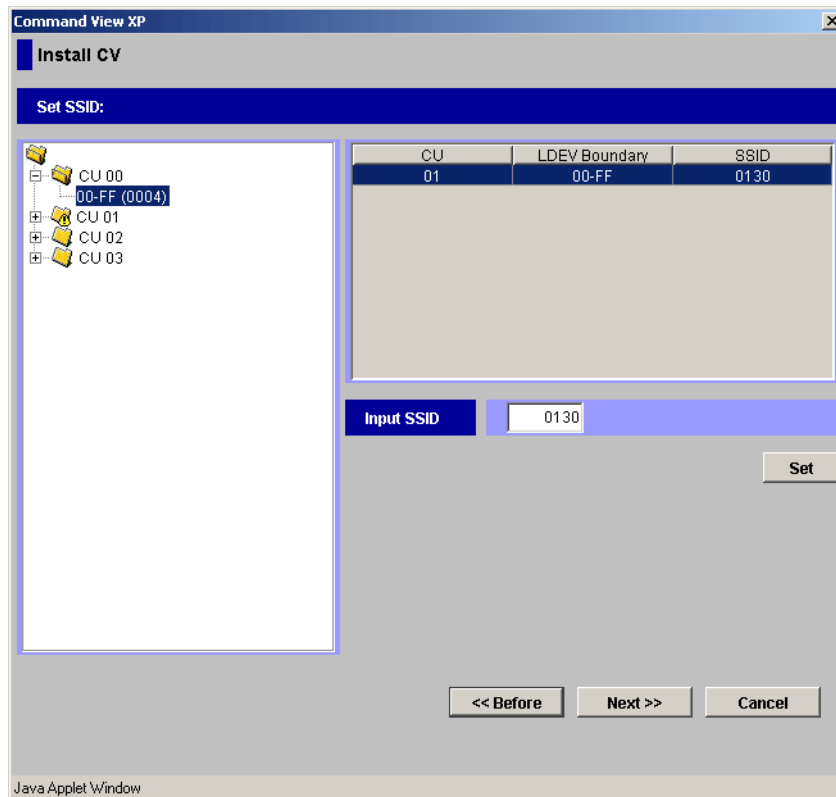 Command View XP
Install CV
Set SSID:
CU 00
00-FF (0004)
CU 01
CU 02
CU 03
CU LDEV Boundary SSID
01 00-FF 0130
Input SSID 0130
Set
<< Before Next >> Cancel
Java Applet Window